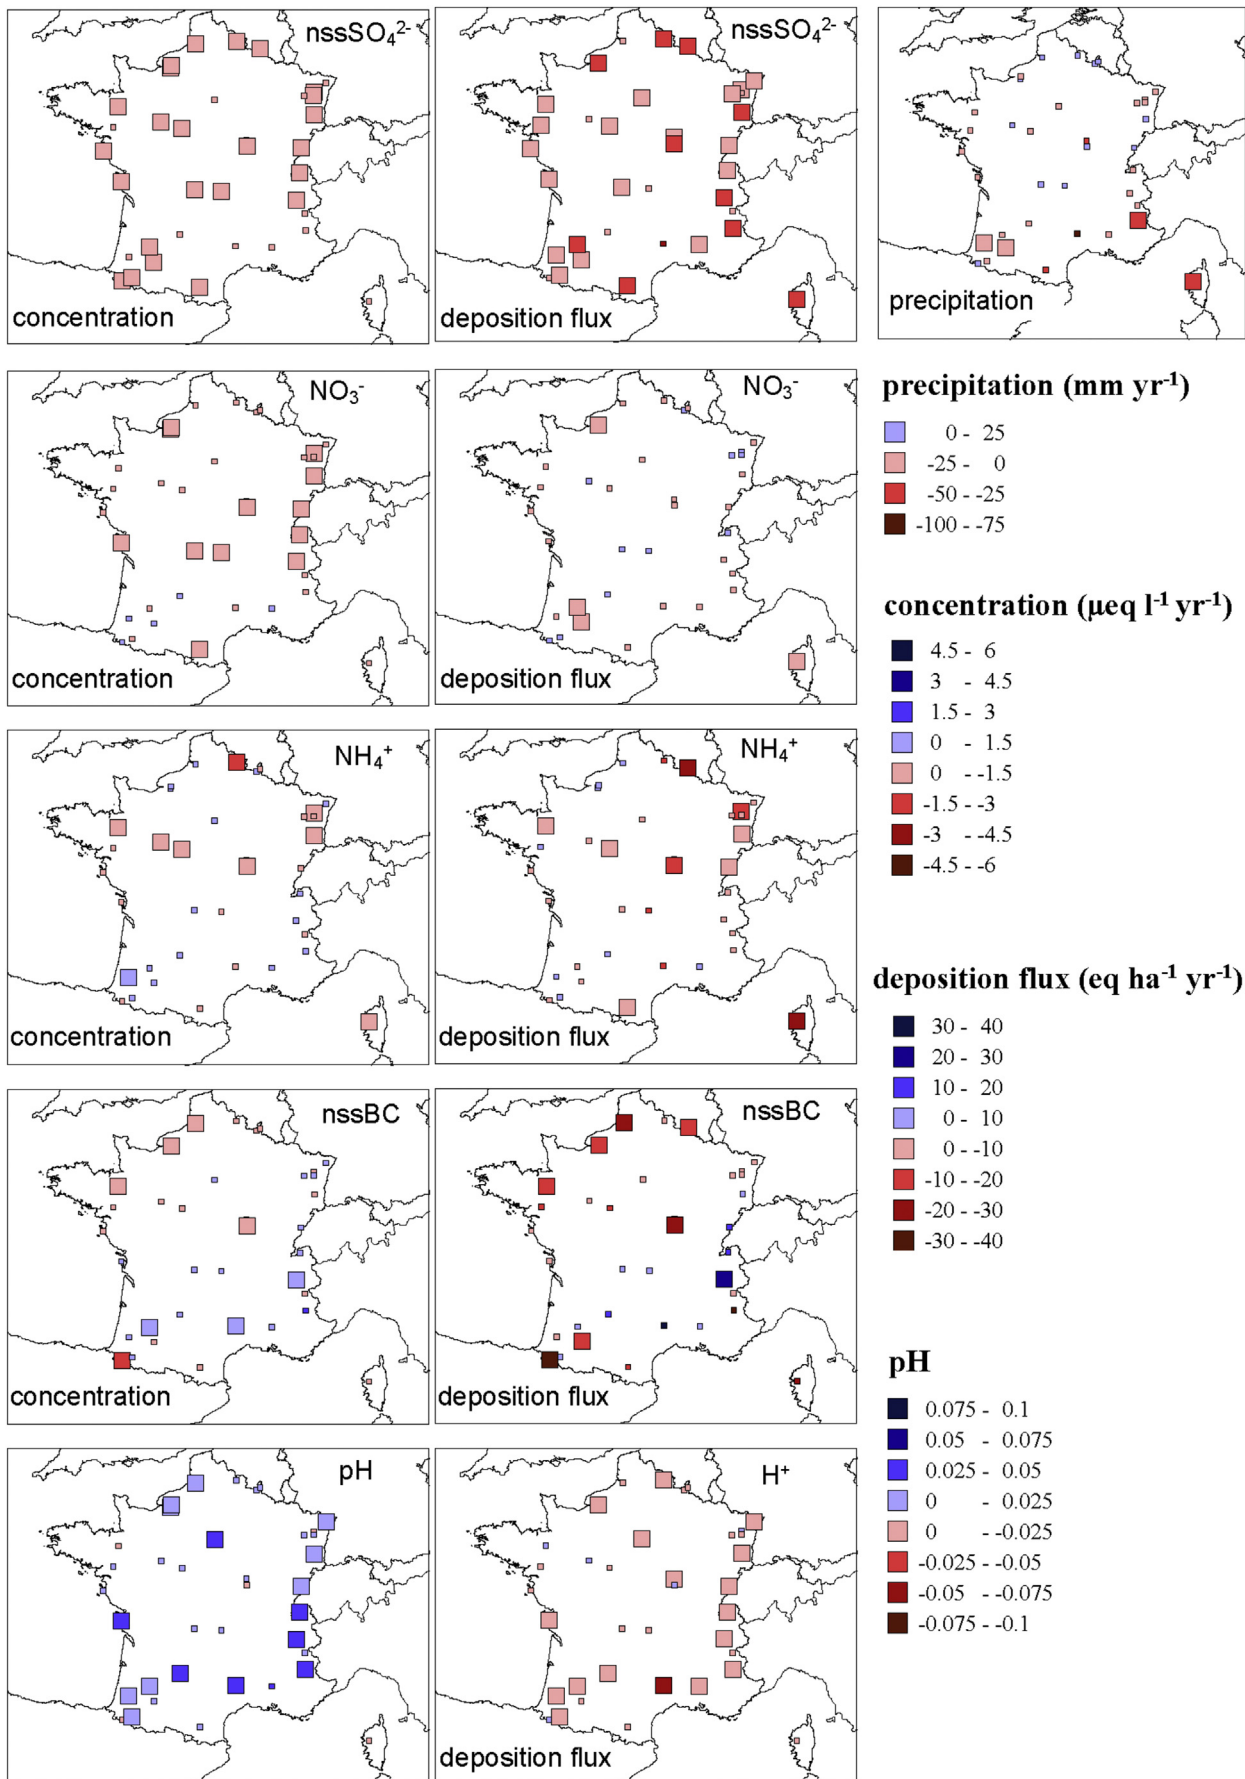 nssSO₄²⁻
concentration
nssSO₄²⁻
deposition flux
precipitation
NO₃⁻
concentration
NO₃⁻
deposition flux
NH₄⁺
concentration
NH₄⁺
deposition flux
nssBC
concentration
nssBC
deposition flux
pH
H⁺
deposition flux
precipitation (mm yr⁻¹)
0 - 25
-25 - 0
-50 - -25
-100 - -75
concentration (µeq l⁻¹ yr⁻¹)
4.5 - 6
3 - 4.5
1.5 - 3
0 - 1.5
0 - -1.5
-1.5 - -3
-3 - -4.5
-4.5 - -6
deposition flux (eq ha⁻¹ yr⁻¹)
30 - 40
20 - 30
10 - 20
0 - 10
0 - -10
-10 - -20
-20 - -30
-30 - -40
pH
0.075 - 0.1
0.05 - 0.075
0.025 - 0.05
0 - 0.025
0 - -0.025
-0.025 - -0.05
-0.05 - -0.075
-0.075 - -0.1